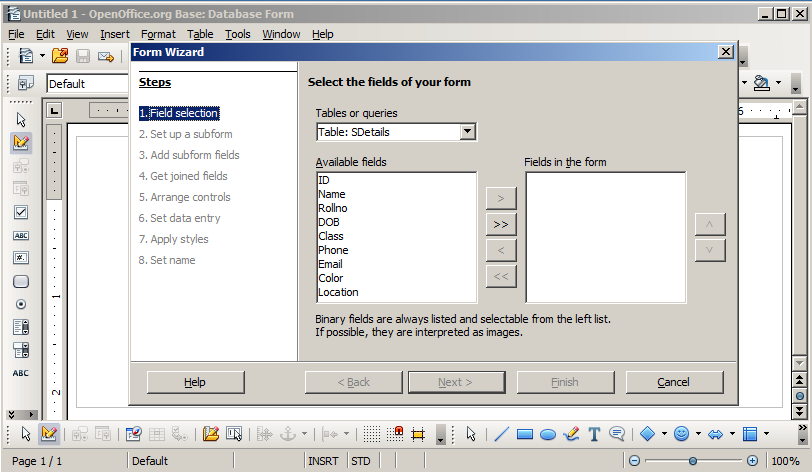 Untitled 1 - OpenOffice.org Base: Database Form
File Edit View Insert Format Table Tools Window Help
Form Wizard
Default
Steps
1. Field selection
2. Set up a subform
3. Add subform fields
4. Get joined fields
5. Arrange controls
6. Set data entry
7. Apply styles
8. Set name
Select the fields of your form
Tables or queries
Table: SDetails
Available fields
ID
Name
Rollno
DOB
Class
Phone
Email
Color
Location
>
>>
<
<<
Fields in the form
Binary fields are always listed and selectable from the left list.
If possible, they are interpreted as images.
Help
< Back
Next >
Finish
Cancel
6
1
2
ABC
ABC
Page 1 / 1 Default INSRT STD 100%